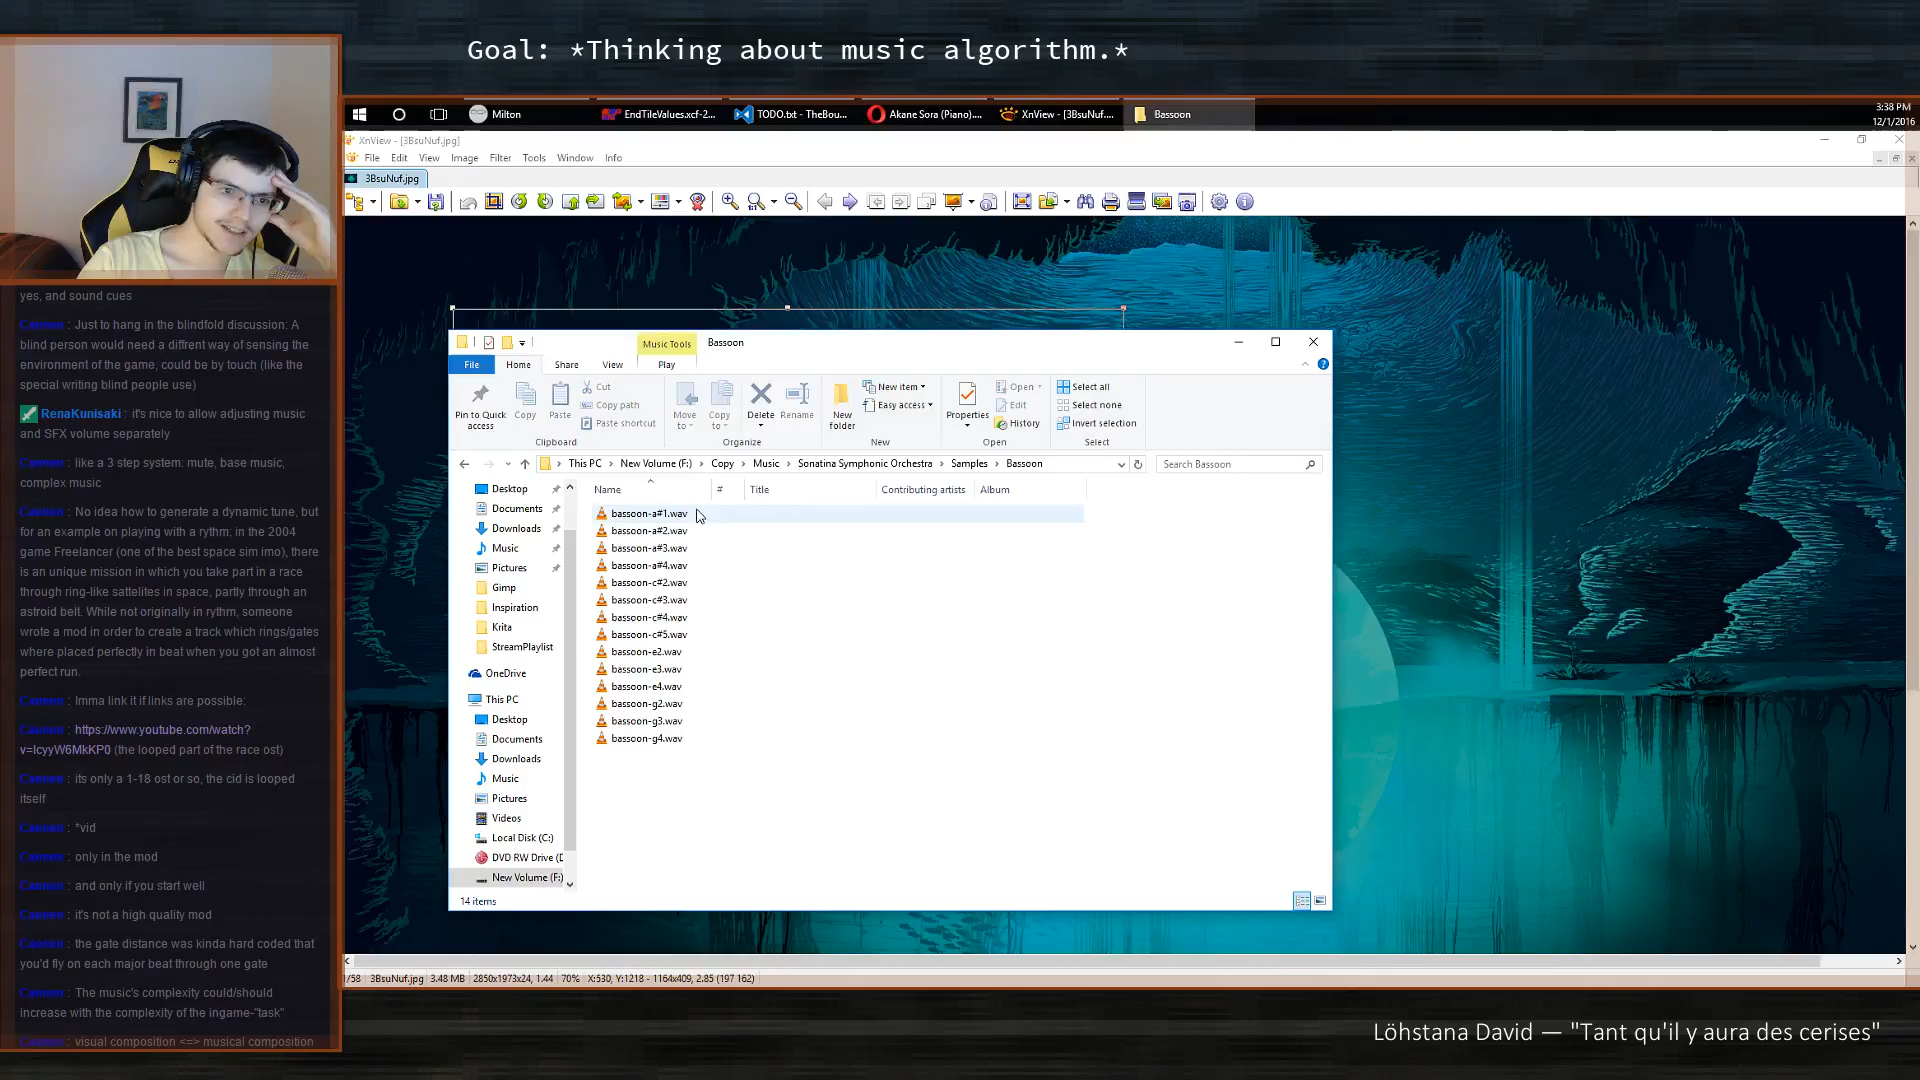 Goal: *Thinking about music algorithm.*
Milton
EndTileValues.xcf-2...
TODO.txt - TheBou...
Akane Sora (Piano)....
XnView - [3BsuNuf....
Bassoon
3:38 PM
12/1/2016
XnView - [3BsuNuf.jpg]
File Edit View Image Filter Tools Window Info
3BsuNuf.jpg
Music Tools
Bassoon
File Home Share View Play
Pin to Quick access
Copy
Paste
Cut
Copy path
Paste shortcut
Clipboard
Move to
Copy to
Delete
Rename
Organize
New folder
New item
Easy access
New
Properties
Open
Edit
History
Open
Select all
Select none
Invert selection
Select
This PC
New Volume (F:)
Copy
Music
Sonatina Symphonic Orchestra
Samples
Bassoon
Search Bassoon
Name # Title Contributing artists Album
Desktop
Documents
Downloads
Music
Pictures
Gimp
Inspiration
Krita
StreamPlaylist
OneDrive
This PC
Desktop
Documents
Downloads
Music
Pictures
Videos
Local Disk (C:)
DVD RW Drive (D
New Volume (F:)
bassoon-a#1.wav
bassoon-a#2.wav
bassoon-a#3.wav
bassoon-a#4.wav
bassoon-c#2.wav
bassoon-c#3.wav
bassoon-c#4.wav
bassoon-c#5.wav
bassoon-e2.wav
bassoon-e3.wav
bassoon-e4.wav
bassoon-g2.wav
bassoon-g3.wav
bassoon-g4.wav
14 items
/58 3BsuNuf.jpg 3.48 MB 2850x1973x24, 1.44 70% X:530, Y:1218 - 1164x409, 2.85 (197 162)
yes, and sound cues
: Just to hang in the blindfold discussion: A
blind person would need a diffrent way of sensing the
environment of the game, could be by touch (like the
special writing blind people use)
RenaKunisaki : it's nice to allow adjusting music
and SFX volume separately
: like a 3 step system: mute, base music,
complex music
: No idea how to generate a dynamic tune, but
for an example on playing with a rythm; in the 2004
game Freelancer (one of the best space sim imo), there
is an unique mission in which you take part in a race
through ring-like sattelites in space, partly through an
astroid belt. While not originally in rythm, someone
wrote a mod in order to create a track which rings/gates
where placed perfectly in beat when you got an almost
perfect run.
: Imma link it if links are possible:
: https://www.youtube.com/watch?
v=lcyyW6MkKP0 (the looped part of the race ost)
: its only a 1-18 ost or so, the cid is looped
itself
: *vid
: only in the mod
: and only if you start well
: it's not a high quality mod
: the gate distance was kinda hard coded that
you'd fly on each major beat through one gate
: The music's complexity could/should
increase with the complexity of the ingame-"task"
: visual composition <=> musical composition
Löhstana David — "Tant qu'il y aura des cerises"